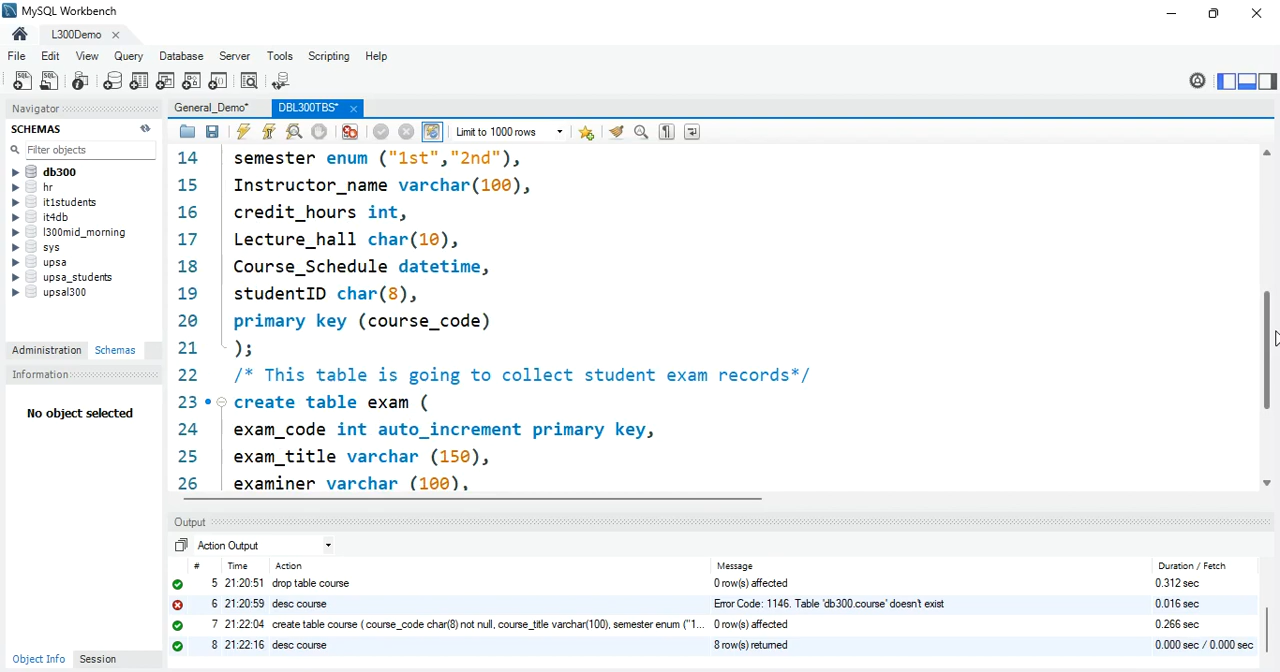 MySQL Workbench
L300Demo
File Edit View Query Database Server Tools Scripting Help
Navigator
SCHEMAS
Filter objects
db300
hr
it1students
it4db
l300mid_morning
sys
upsa
upsa_students
upsal300
Administration Schemas
Information
No object selected
Object Info Session
General_Demo* DBL300TBS*
Limit to 1000 rows
14 semester enum ("1st","2nd"),
15 Instructor_name varchar(100),
16 credit_hours int,
17 Lecture_hall char(10),
18 Course_Schedule datetime,
19 studentID char(8),
20 primary key (course_code)
21 );
22 /* This table is going to collect student exam records*/
23 create table exam (
24 exam_code int auto_increment primary key,
25 exam_title varchar (150),
26 examiner varchar (100),
Output
Action Output
# Time Action Message Duration / Fetch
5 21:20:51 drop table course 0 row(s) affected 0.312 sec
6 21:20:59 desc course Error Code: 1146. Table 'db300.course' doesn't exist 0.016 sec
7 21:22:04 create table course ( course_code char(8) not null, course_title varchar(100), semester enum ("1... 0 row(s) affected 0.266 sec
8 21:22:16 desc course 8 row(s) returned 0.000 sec / 0.000 sec